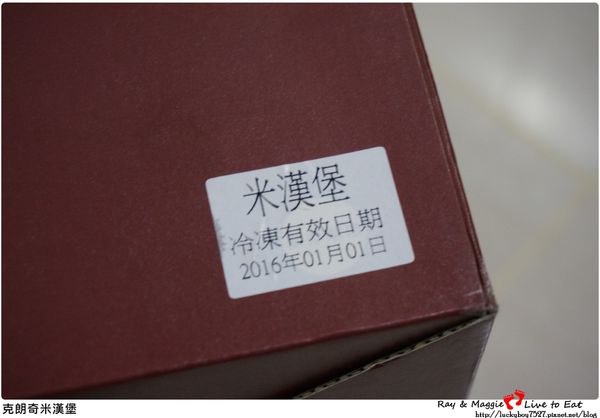 米漢堡
冷凍有效日期
2016年01月01日
克朗奇米漢堡
Ray & Maggie Live to Eat
http://luckyboy7527.pixnet.net/blog